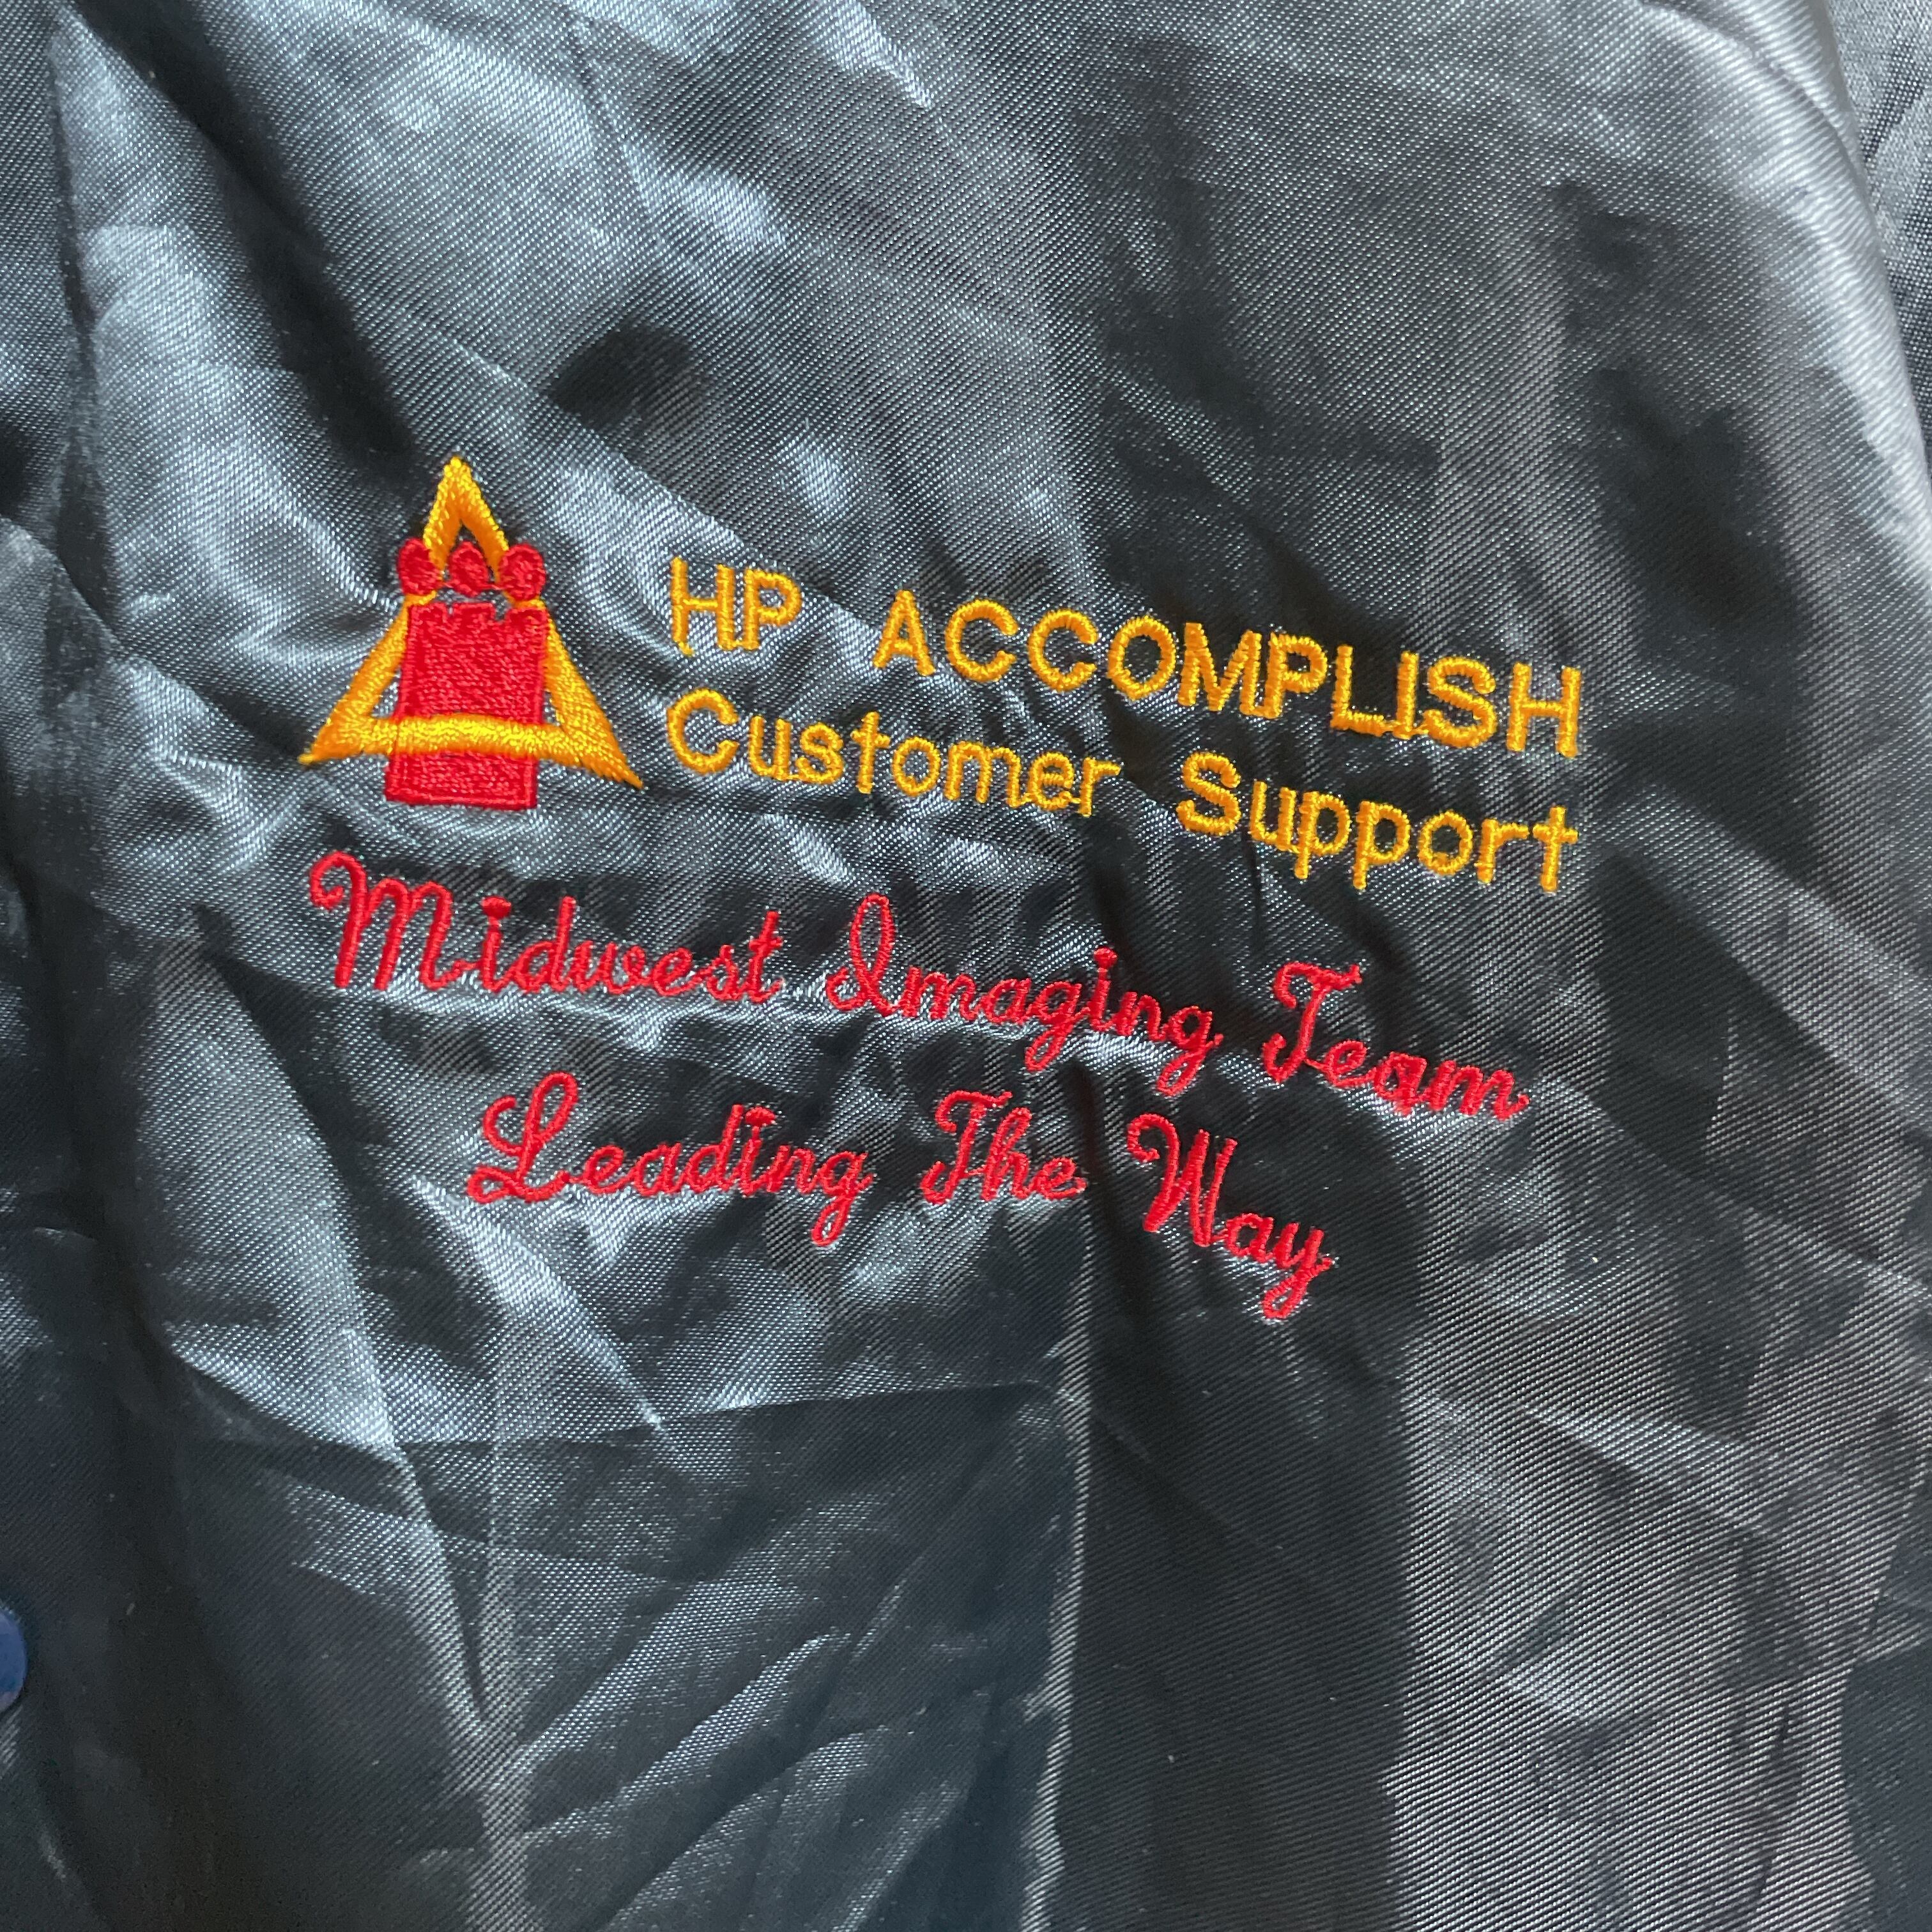 HP ACCOMPLISH
Customer Support
Midwest Imaging Team
Leading The Way